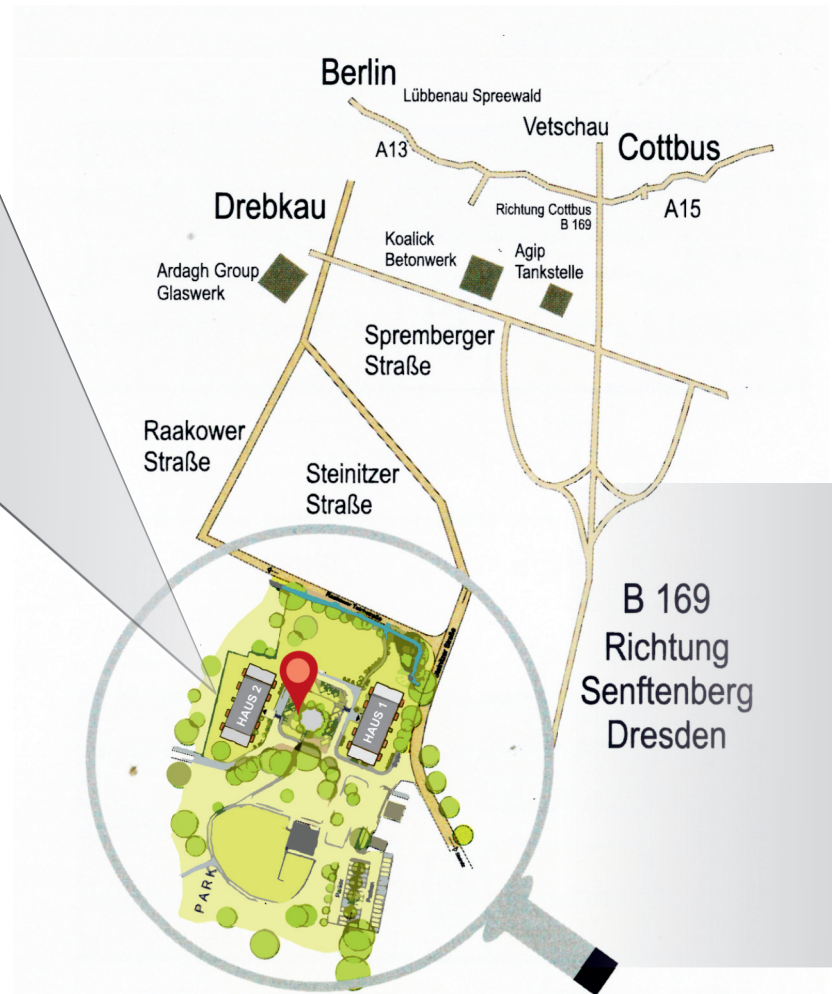 Berlin
Lübbenau Spreewald
Vetschau
A13
Cottbus
Drebkau
Richtung Cottbus
B 169
A15
Koalick
Betonwerk
Agip
Tankstelle
Ardagh Group
Glaswerk
Spremberger
Straße
Raakower
Straße
Steinitzer
Straße
B 169
Richtung
Senftenberg
Dresden
HAUS 2
HAUS 1
PARK